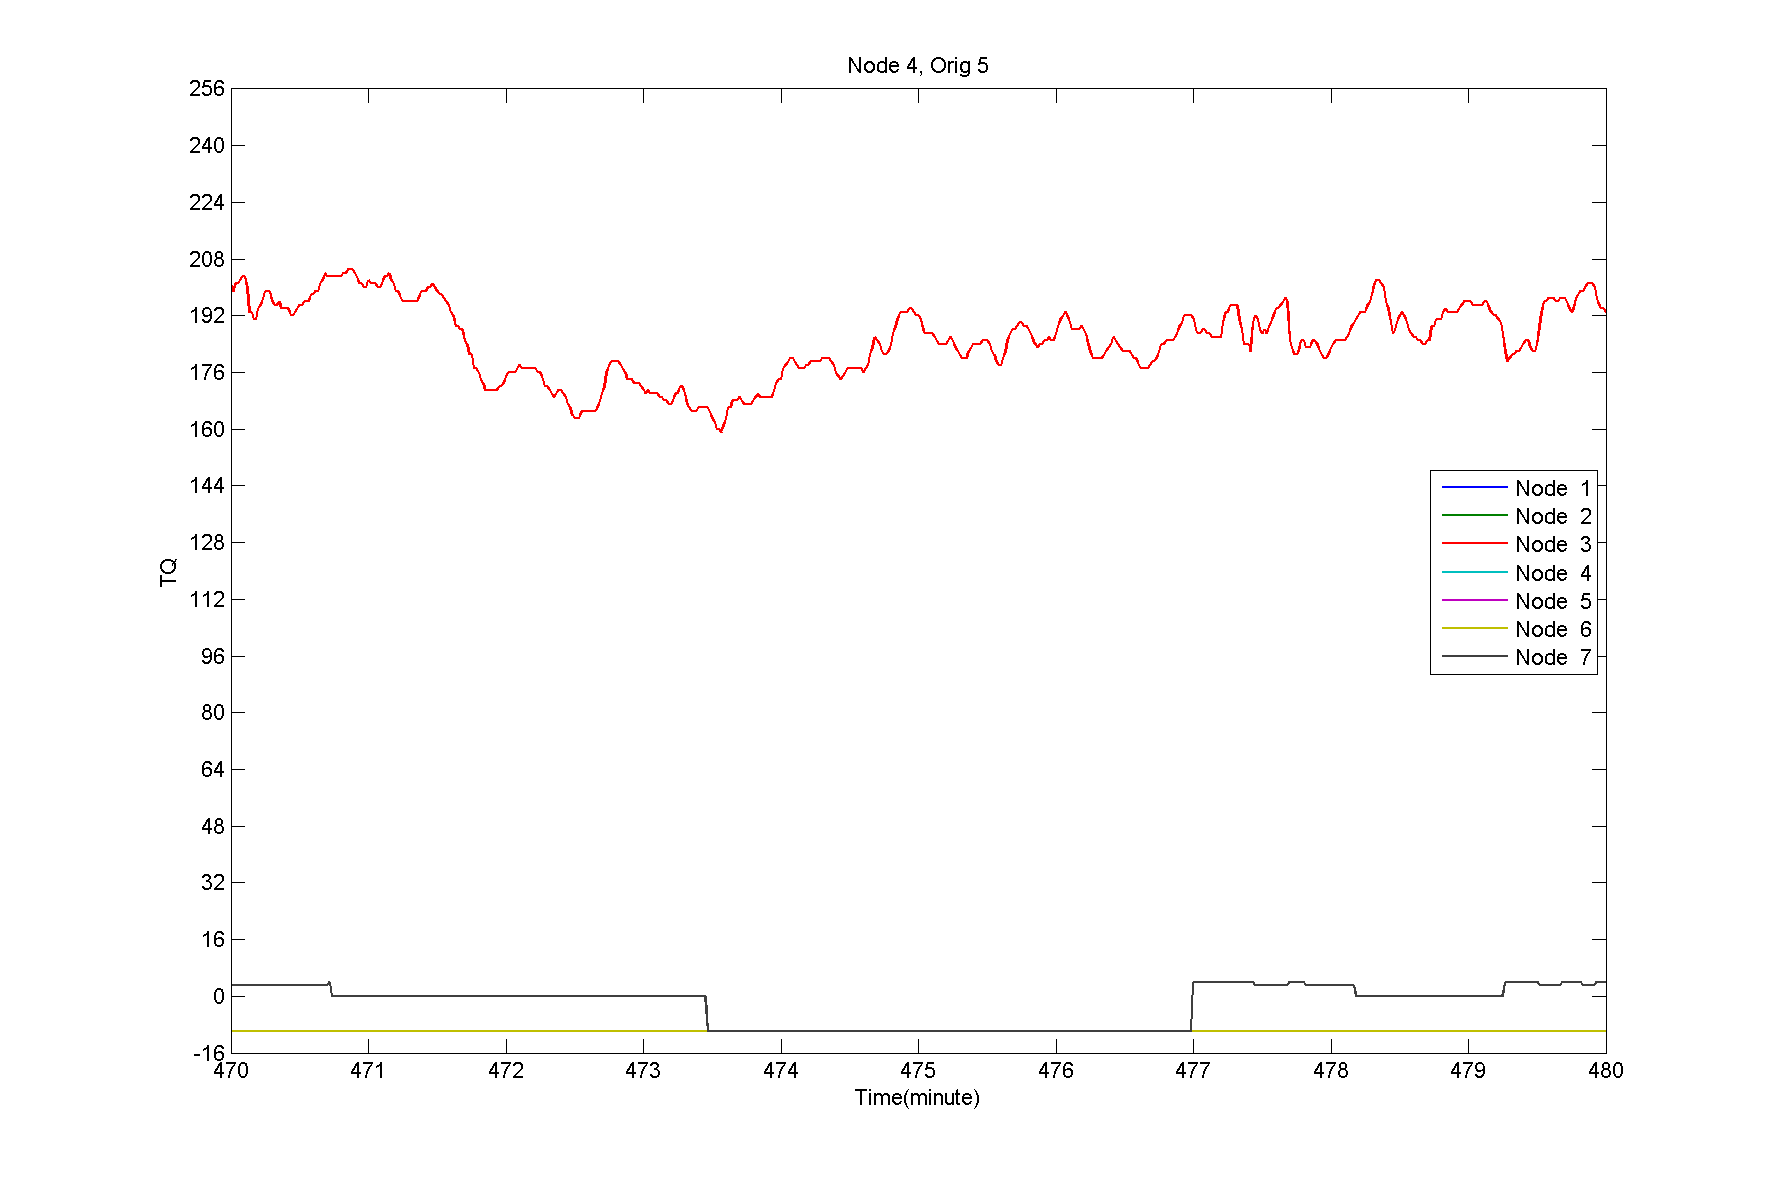 Node 4, Orig 5
256
240
224
208
192
176
160
144
128
112
96
80
64
48
32
16
0
-16
TQ
Node 1
Node 2
Node 3
Node 4
Node 5
Node 6
Node 7
470 471 472 473 474 475 476 477 478 479 480
Time(minute)